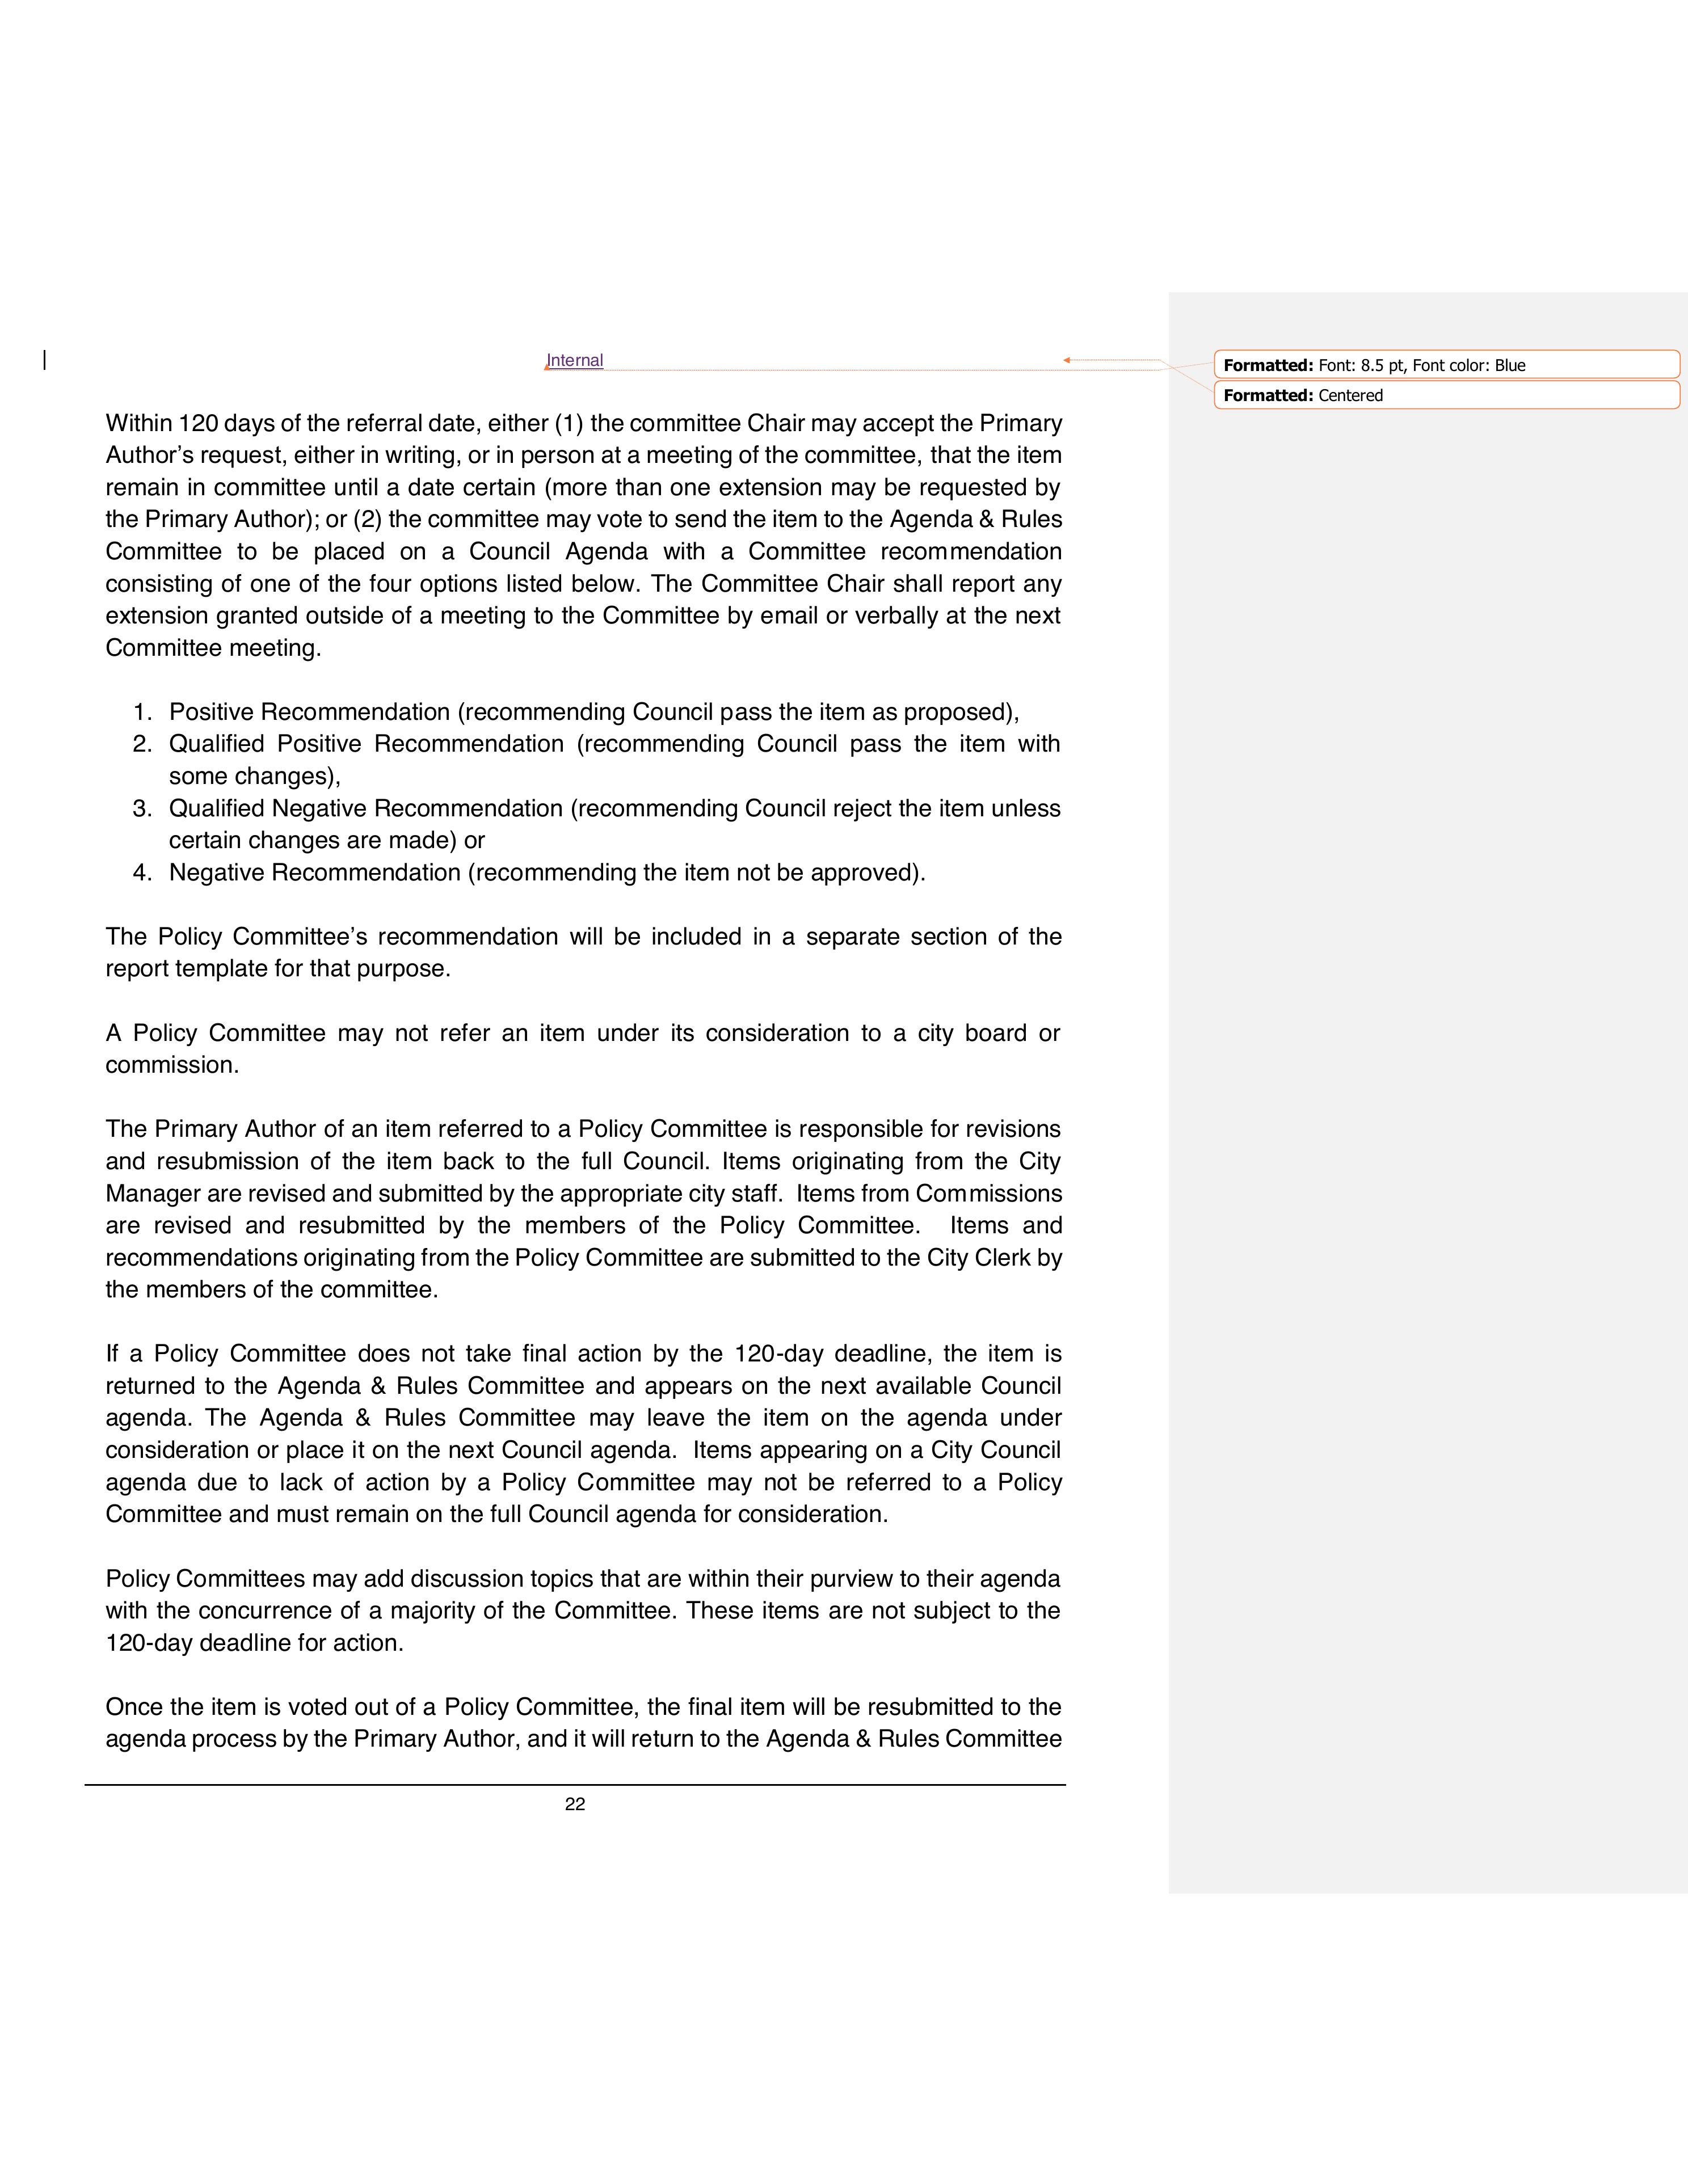 Internal
Formatted: Font: 8.5 pt, Font color: Blue
Formatted: Centered
Within 120 days of the referral date, either (1) the committee Chair may accept the Primary
Author’s request, either in writing, or in person at a meeting of the committee, that the item
remain in committee until a date certain (more than one extension may be requested by
the Primary Author); or (2) the committee may vote to send the item to the Agenda & Rules
Committee to be placed on a Council Agenda with a Committee recommendation
consisting of one of the four options listed below. The Committee Chair shall report any
extension granted outside of a meeting to the Committee by email or verbally at the next
Committee meeting.
1. Positive Recommendation (recommending Council pass the item as proposed),
2. Qualified Positive Recommendation (recommending Council pass the item with
some changes),
3. Qualified Negative Recommendation (recommending Council reject the item unless
certain changes are made) or
4. Negative Recommendation (recommending the item not be approved).
The Policy Committee’s recommendation will be included in a separate section of the
report template for that purpose.
A Policy Committee may not refer an item under its consideration to a city board or
commission.
The Primary Author of an item referred to a Policy Committee is responsible for revisions
and resubmission of the item back to the full Council. Items originating from the City
Manager are revised and submitted by the appropriate city staff. Items from Commissions
are revised and resubmitted by the members of the Policy Committee. Items and
recommendations originating from the Policy Committee are submitted to the City Clerk by
the members of the committee.
If a Policy Committee does not take final action by the 120-day deadline, the item is
returned to the Agenda & Rules Committee and appears on the next available Council
agenda. The Agenda & Rules Committee may leave the item on the agenda under
consideration or place it on the next Council agenda. Items appearing on a City Council
agenda due to lack of action by a Policy Committee may not be referred to a Policy
Committee and must remain on the full Council agenda for consideration.
Policy Committees may add discussion topics that are within their purview to their agenda
with the concurrence of a majority of the Committee. These items are not subject to the
120-day deadline for action.
Once the item is voted out of a Policy Committee, the final item will be resubmitted to the
agenda process by the Primary Author, and it will return to the Agenda & Rules Committee
22